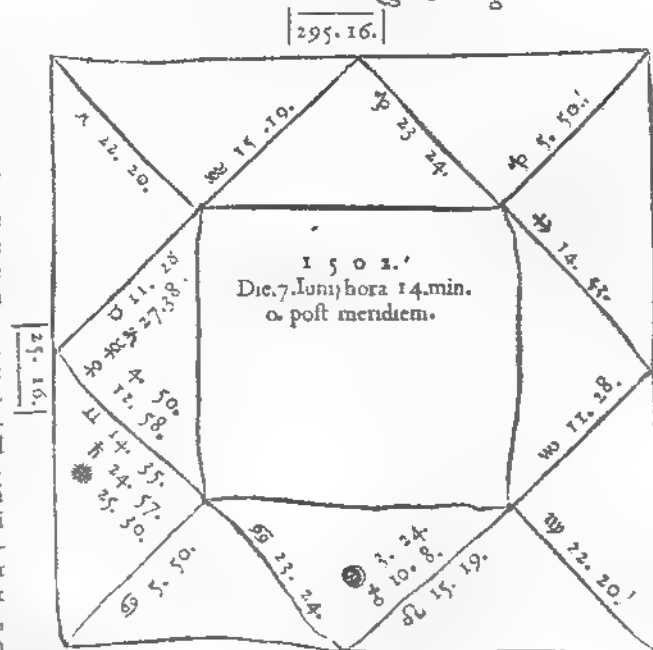 295. 16.
♒ 15. 19.
♑ 23 24.
♐ 5. 50.
♓ 22. 20.
♐ 14. 35.
1 5 0 2.
Die. 7. Iunij hora 14. min.
0. post meridiem.
25. 16.
♉ 11. 28
27. 38.
4. 50.
12. 58.
♊ 14. 35.
♄ 24. 57.
25. 30.
♏ 11. 28.
♋ 5. 50.
♋ 23. 24.
3. 24.
10. 8.
♌ 15. 19.
♍ 22. 20.